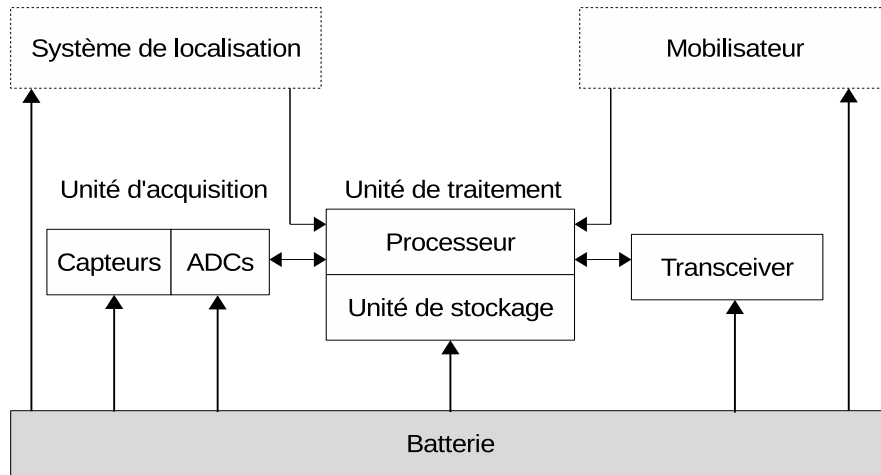 Système de localisation
Mobilisateur
Unité d'acquisition
Unité de traitement
Capteurs
ADCs
Processeur
Transceiver
Unité de stockage
Batterie